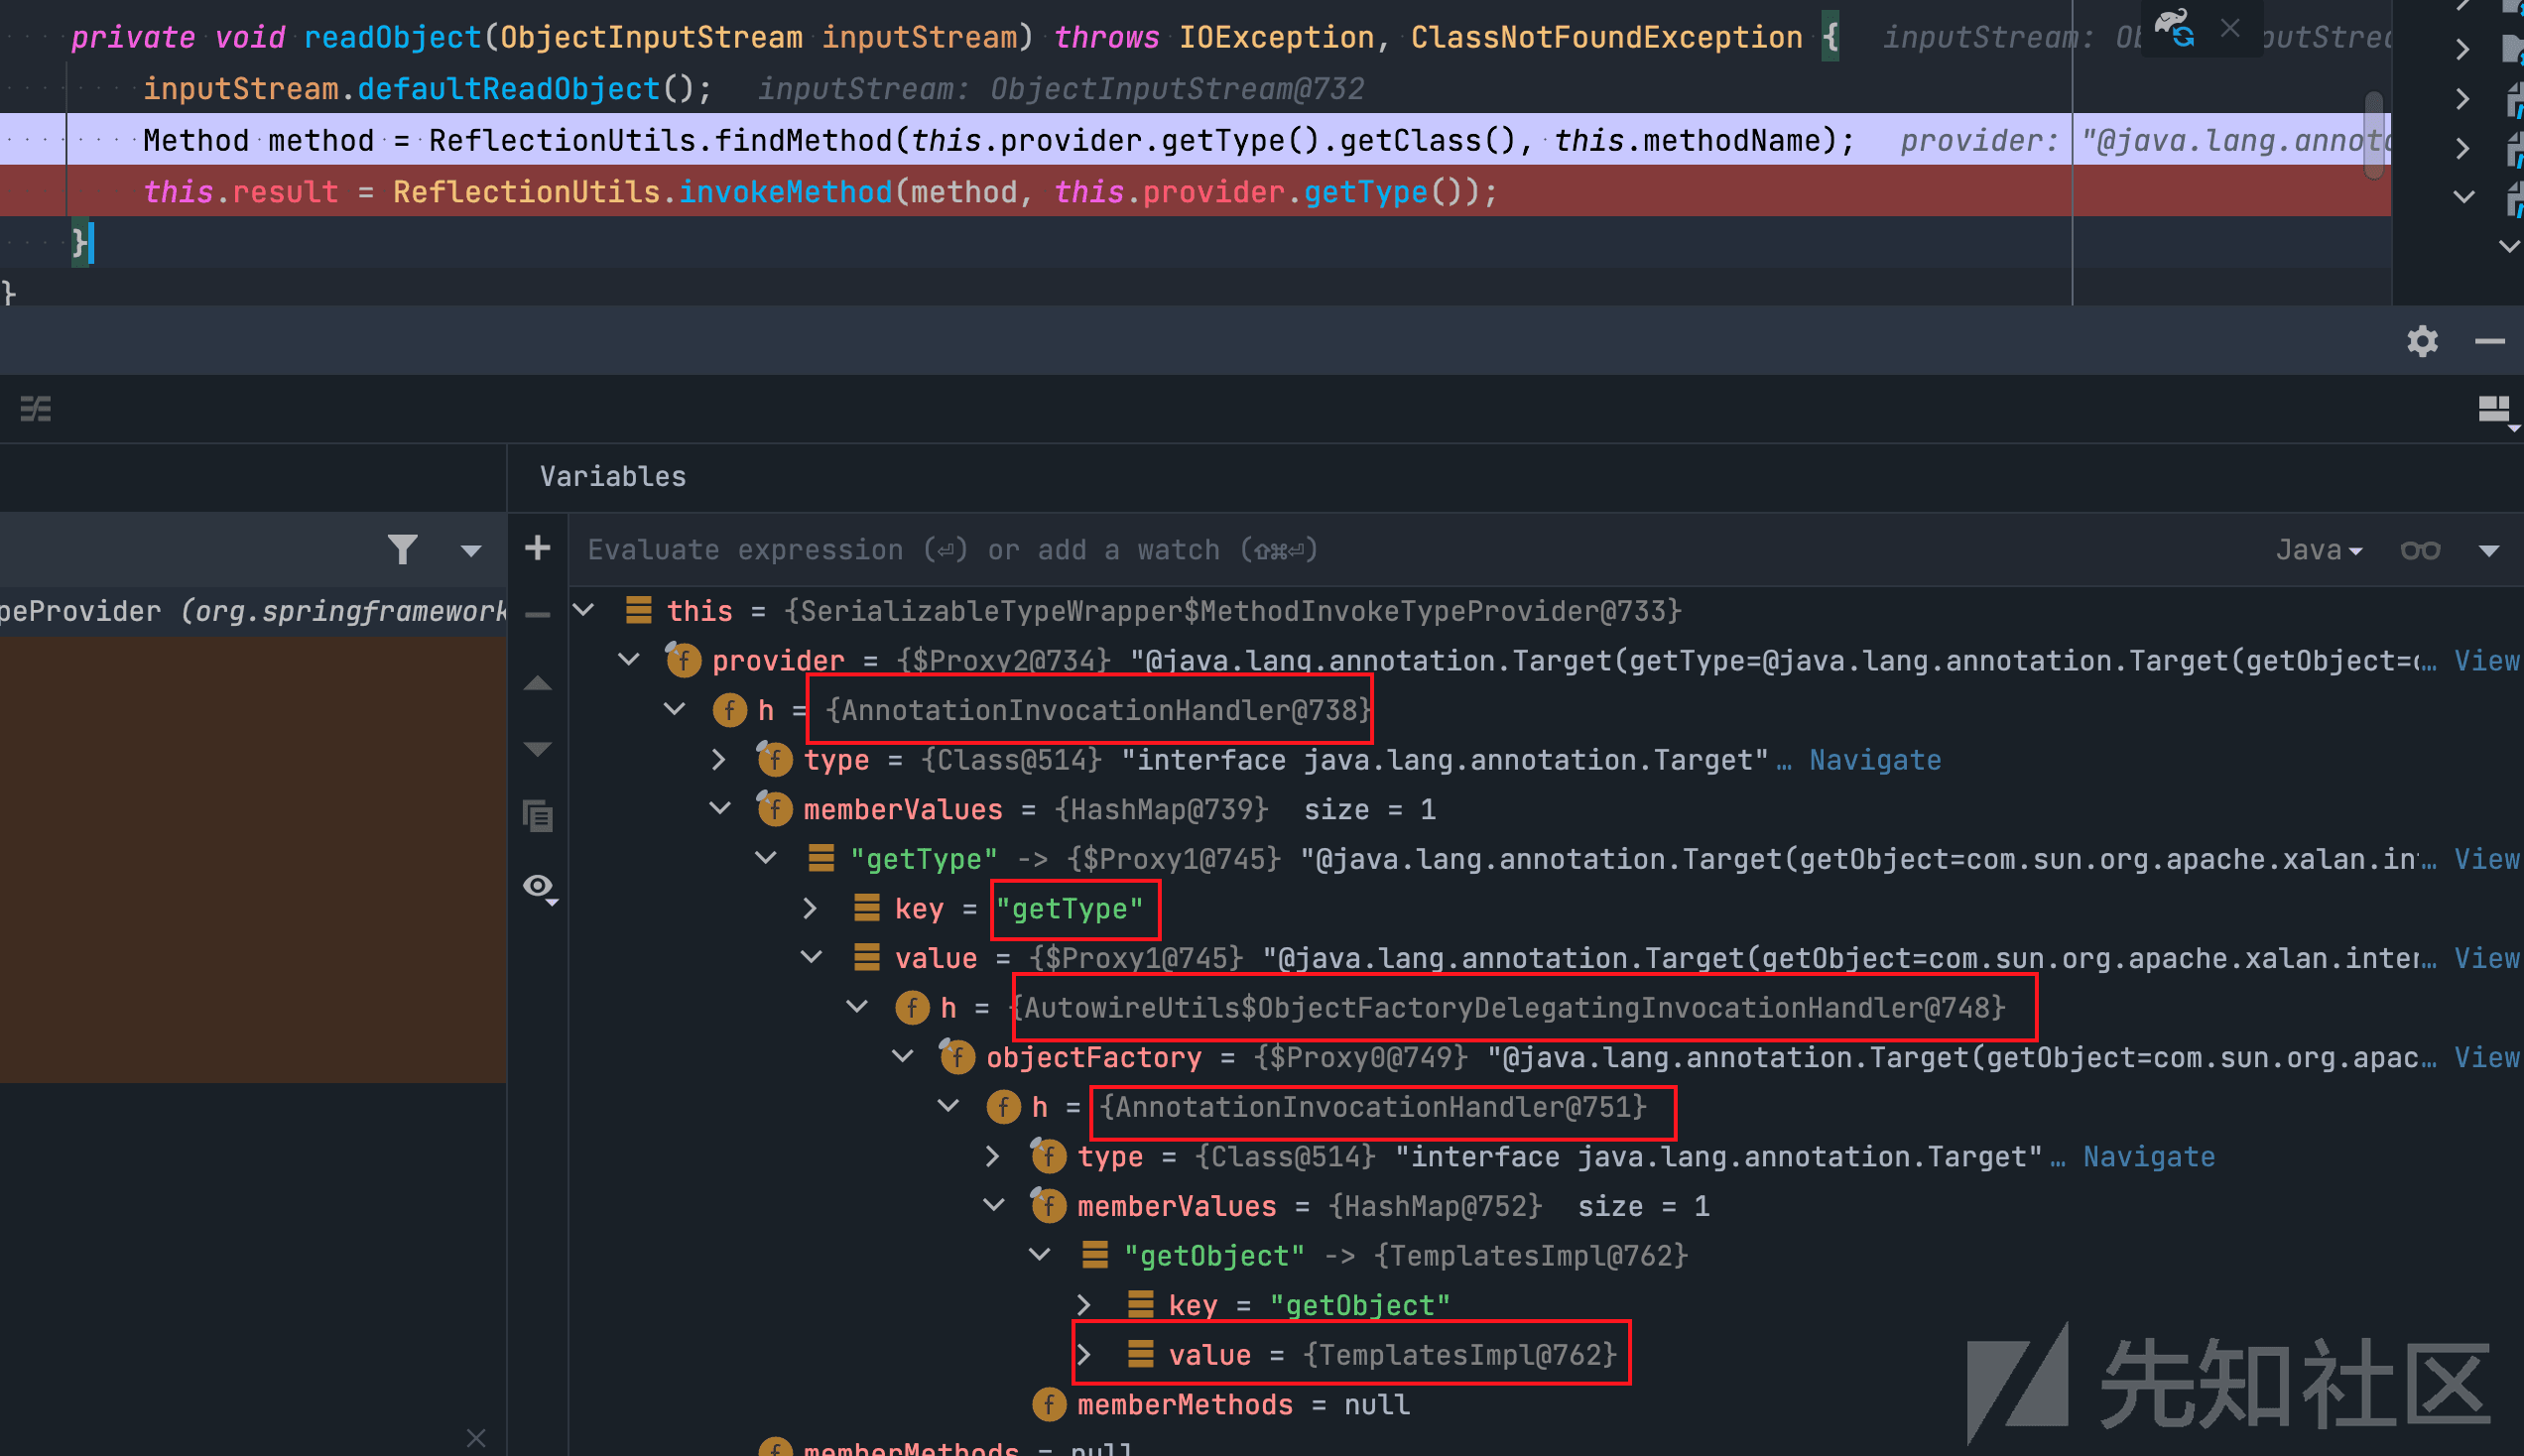 private void readObject(ObjectInputStream inputStream) throws IOException, ClassNotFoundException { inputStream:
inputStream.defaultReadObject(); inputStream: ObjectInputStream@732
Method method = ReflectionUtils.findMethod(this.provider.getType().getClass(), this.methodName); provider: "@java.lang.annota
this.result = ReflectionUtils.invokeMethod(method, this.provider.getType());
}
}
Variables
Evaluate expression (⏎) or add a watch (⇧⌘⏎)
Java
peProvider (org.springframework
this = {SerializableTypeWrapper$MethodInvokeTypeProvider@733}
provider = {$Proxy2@734} "@java.lang.annotation.Target(getType=@java.lang.annotation.Target(getObject=c… View
h = {AnnotationInvocationHandler@738}
type = {Class@514} "interface java.lang.annotation.Target"… Navigate
memberValues = {HashMap@739} size = 1
"getType" -> {$Proxy1@745} "@java.lang.annotation.Target(getObject=com.sun.org.apache.xalan.in… View
key = "getType"
value = {$Proxy1@745} "@java.lang.annotation.Target(getObject=com.sun.org.apache.xalan.inter… View
h = {AutowireUtils$ObjectFactoryDelegatingInvocationHandler@748}
objectFactory = {$Proxy0@749} "@java.lang.annotation.Target(getObject=com.sun.org.apac… View
h = {AnnotationInvocationHandler@751}
type = {Class@514} "interface java.lang.annotation.Target"… Navigate
memberValues = {HashMap@752} size = 1
"getObject" -> {TemplatesImpl@762}
key = "getObject"
value = {TemplatesImpl@762}
memberMethods = null
memberMethods = null
先知社区